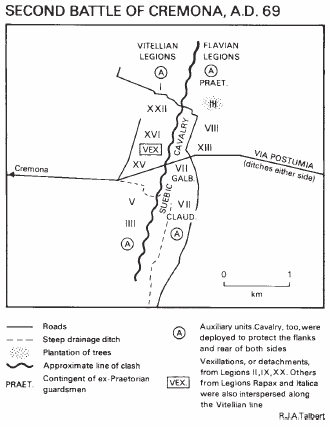 SECOND BATTLE OF CREMONA, A.D. 69
VITELLIAN
LEGIONS
FLAVIAN
LEGIONS
A
A
I
PRAET.
XXII
III
CAVALRY
VIII
XVI
VEX
XIII
VIA POSTUMIA
(ditches either side)
XV
Cremona
VII
GALB.
SUEBIC
V
VII
CLAUD.
IIII
A
A
0
1
km
Roads
Steep drainage ditch
Plantation of trees
Approximate line of clash
PRAET.
Contingent of ex-Praetorian
guardsmen
A
Auxiliary units. Cavalry, too, were
deployed to protect the flanks
and rear of both sides
VEX.
Vexillations, or detachments,
from Legions II, IX, XX. Others
from Legions Rapax and Italica
were also interspersed along
the Vitellian line
R.J.A.Talbert